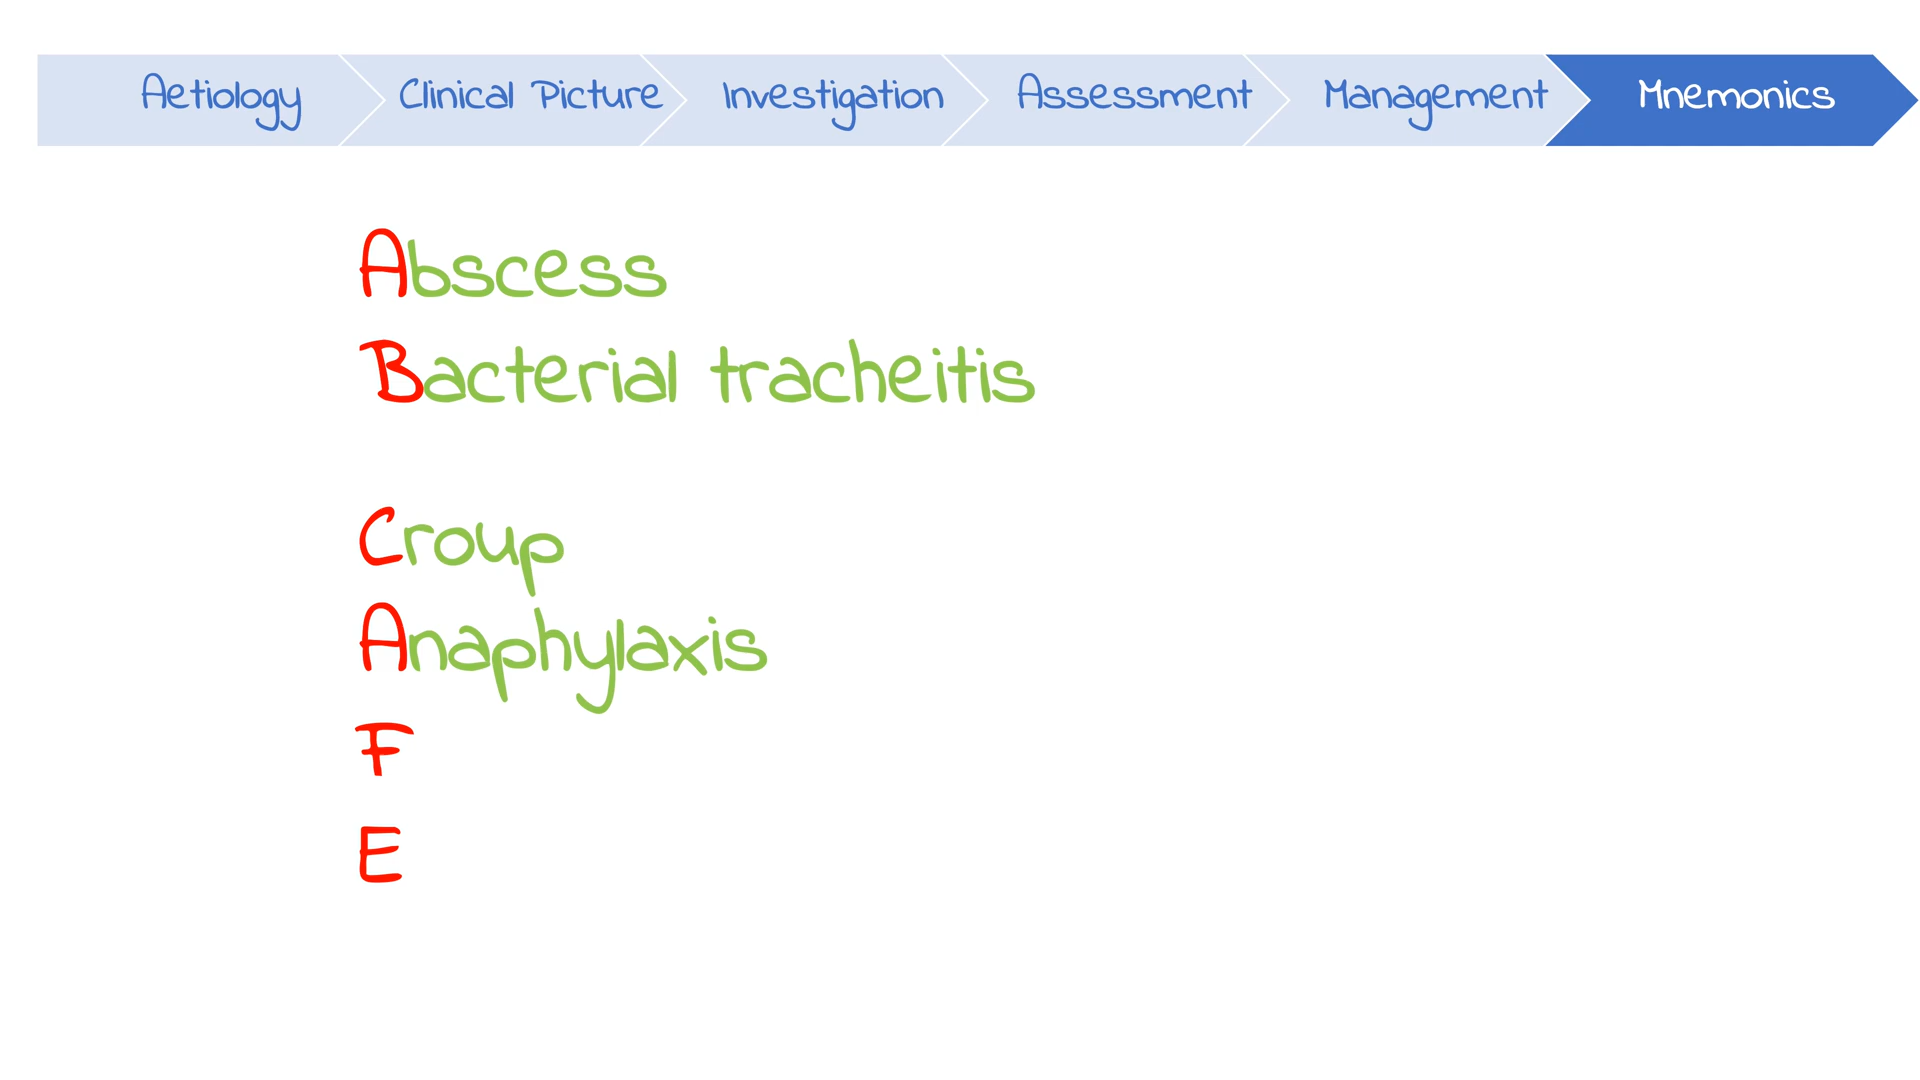 Aetiology Clinical Picture Investigation Assessment Management Mnemonics
Abscess
Bacterial tracheitis
Croup
Anaphylaxis
F
E